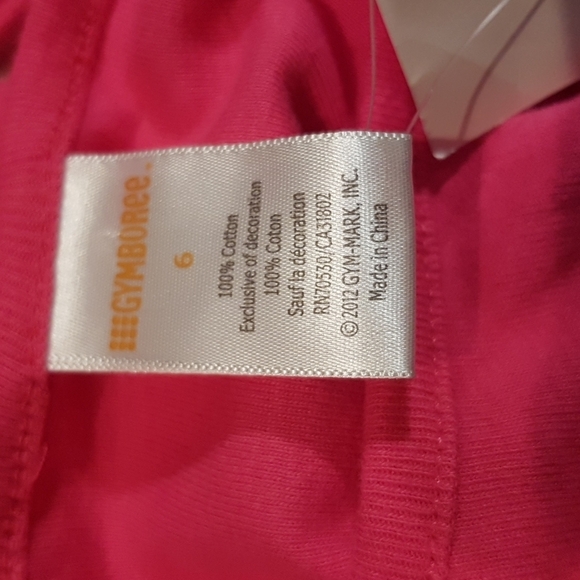 GYMBOREE.
6
100% Cotton
Exclusive of decoration
100% Coton
Sauf la décoration
RN70530/CA31802
©2012 GYM-MARK, INC.
Made in China